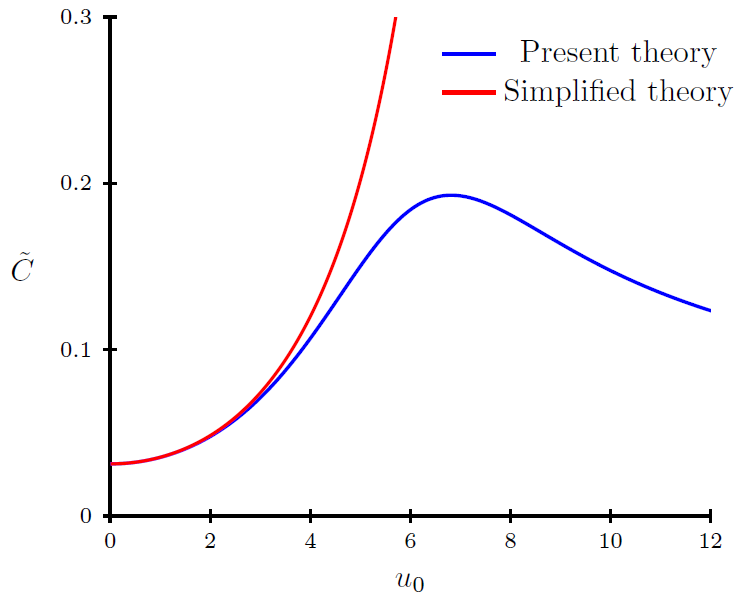 0.3
Present theory
Simplified theory
0.2
C̃
0.1
0
0 2 4 6 8 10 12
u₀